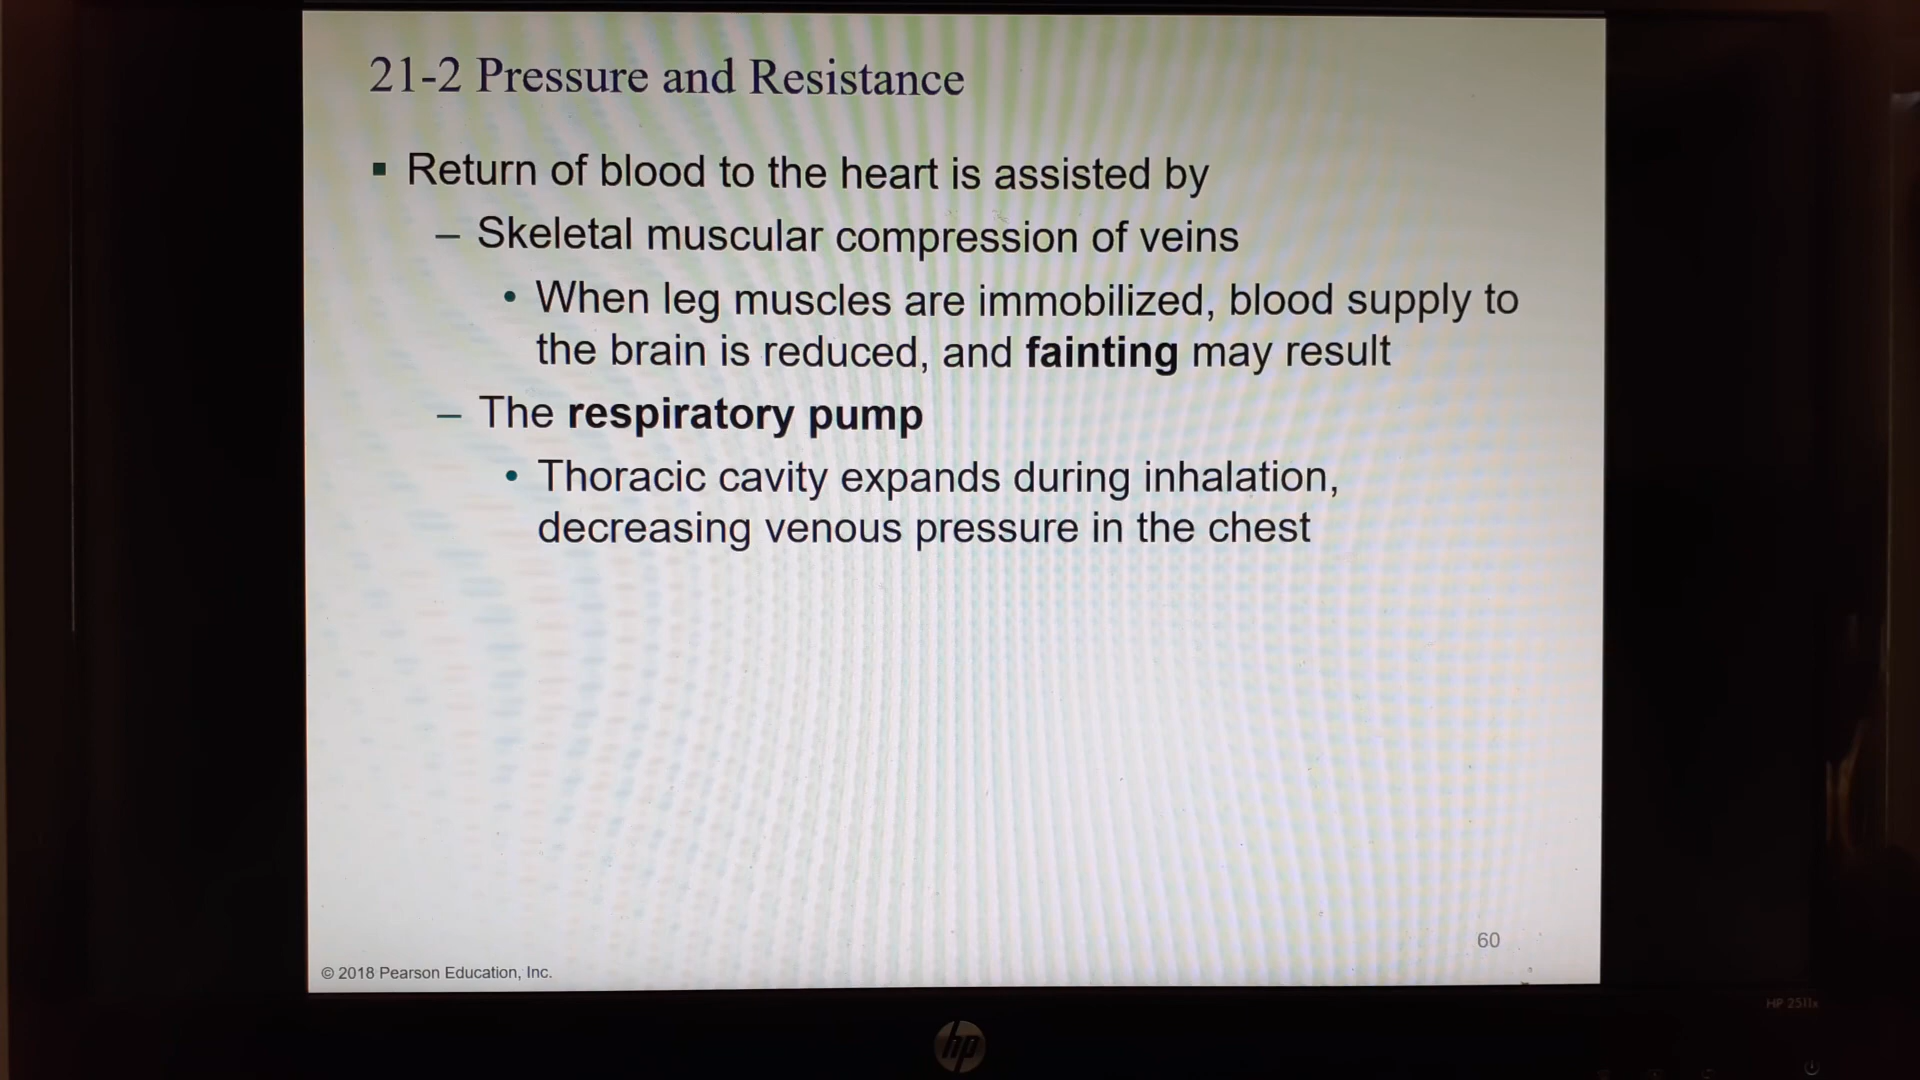 21-2 Pressure and Resistance
▪ Return of blood to the heart is assisted by
– Skeletal muscular compression of veins
• When leg muscles are immobilized, blood supply to
the brain is reduced, and fainting may result
– The respiratory pump
• Thoracic cavity expands during inhalation,
decreasing venous pressure in the chest
60
© 2018 Pearson Education, Inc.
HP 2511x
hp